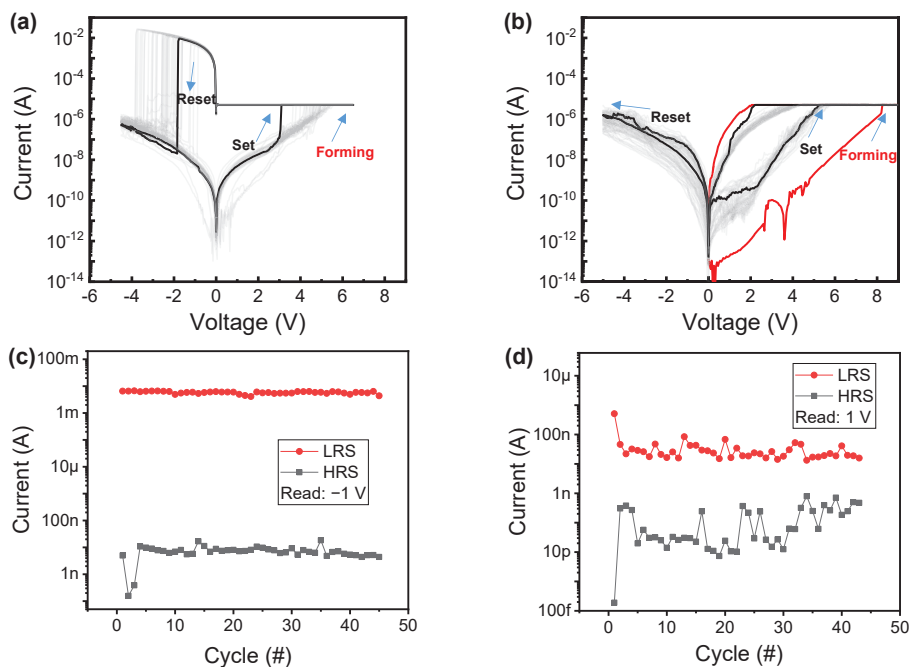 (a)
Current (A)
10⁻²
10⁻⁴
10⁻⁶
10⁻⁸
10⁻¹⁰
10⁻¹²
10⁻¹⁴
Reset
Set
Forming
-6 -4 -2 0 2 4 6 8
Voltage (V)
(b)
Current (A)
10⁻²
10⁻⁴
10⁻⁶
10⁻⁸
10⁻¹⁰
10⁻¹²
10⁻¹⁴
Reset
Set
Forming
-6 -4 -2 0 2 4 6 8
Voltage (V)
(c)
Current (A)
100m
1m
10µ
100n
1n
LRS
HRS
Read: −1 V
0 10 20 30 40 50
Cycle (#)
(d)
Current (A)
10µ
100n
1n
10p
100f
LRS
HRS
Read: 1 V
0 10 20 30 40 50
Cycle (#)